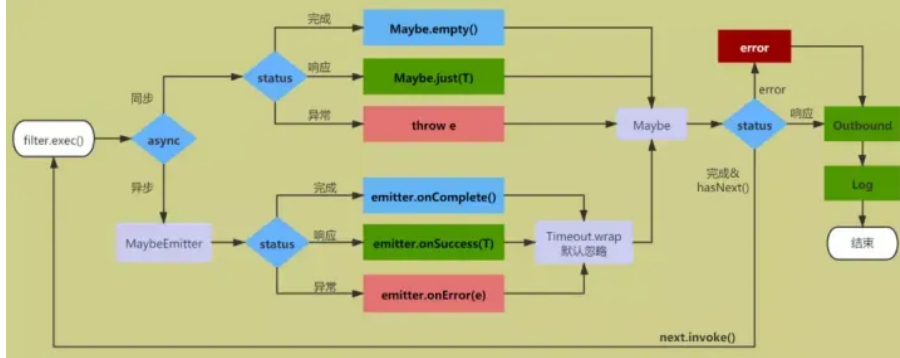 filter.exec()
async
同步
异步
status
完成
响应
异常
Maybe.empty()
Maybe.just(T)
throw e
MaybeEmitter
status
完成
响应
异常
emitter.onComplete()
emitter.onSuccess(T)
emitter.onError(e)
Timeout.wrap
默认忽略
Maybe
status
error
error
响应
完成&
hasNext()
Outbound
Log
结束
next.invoke()